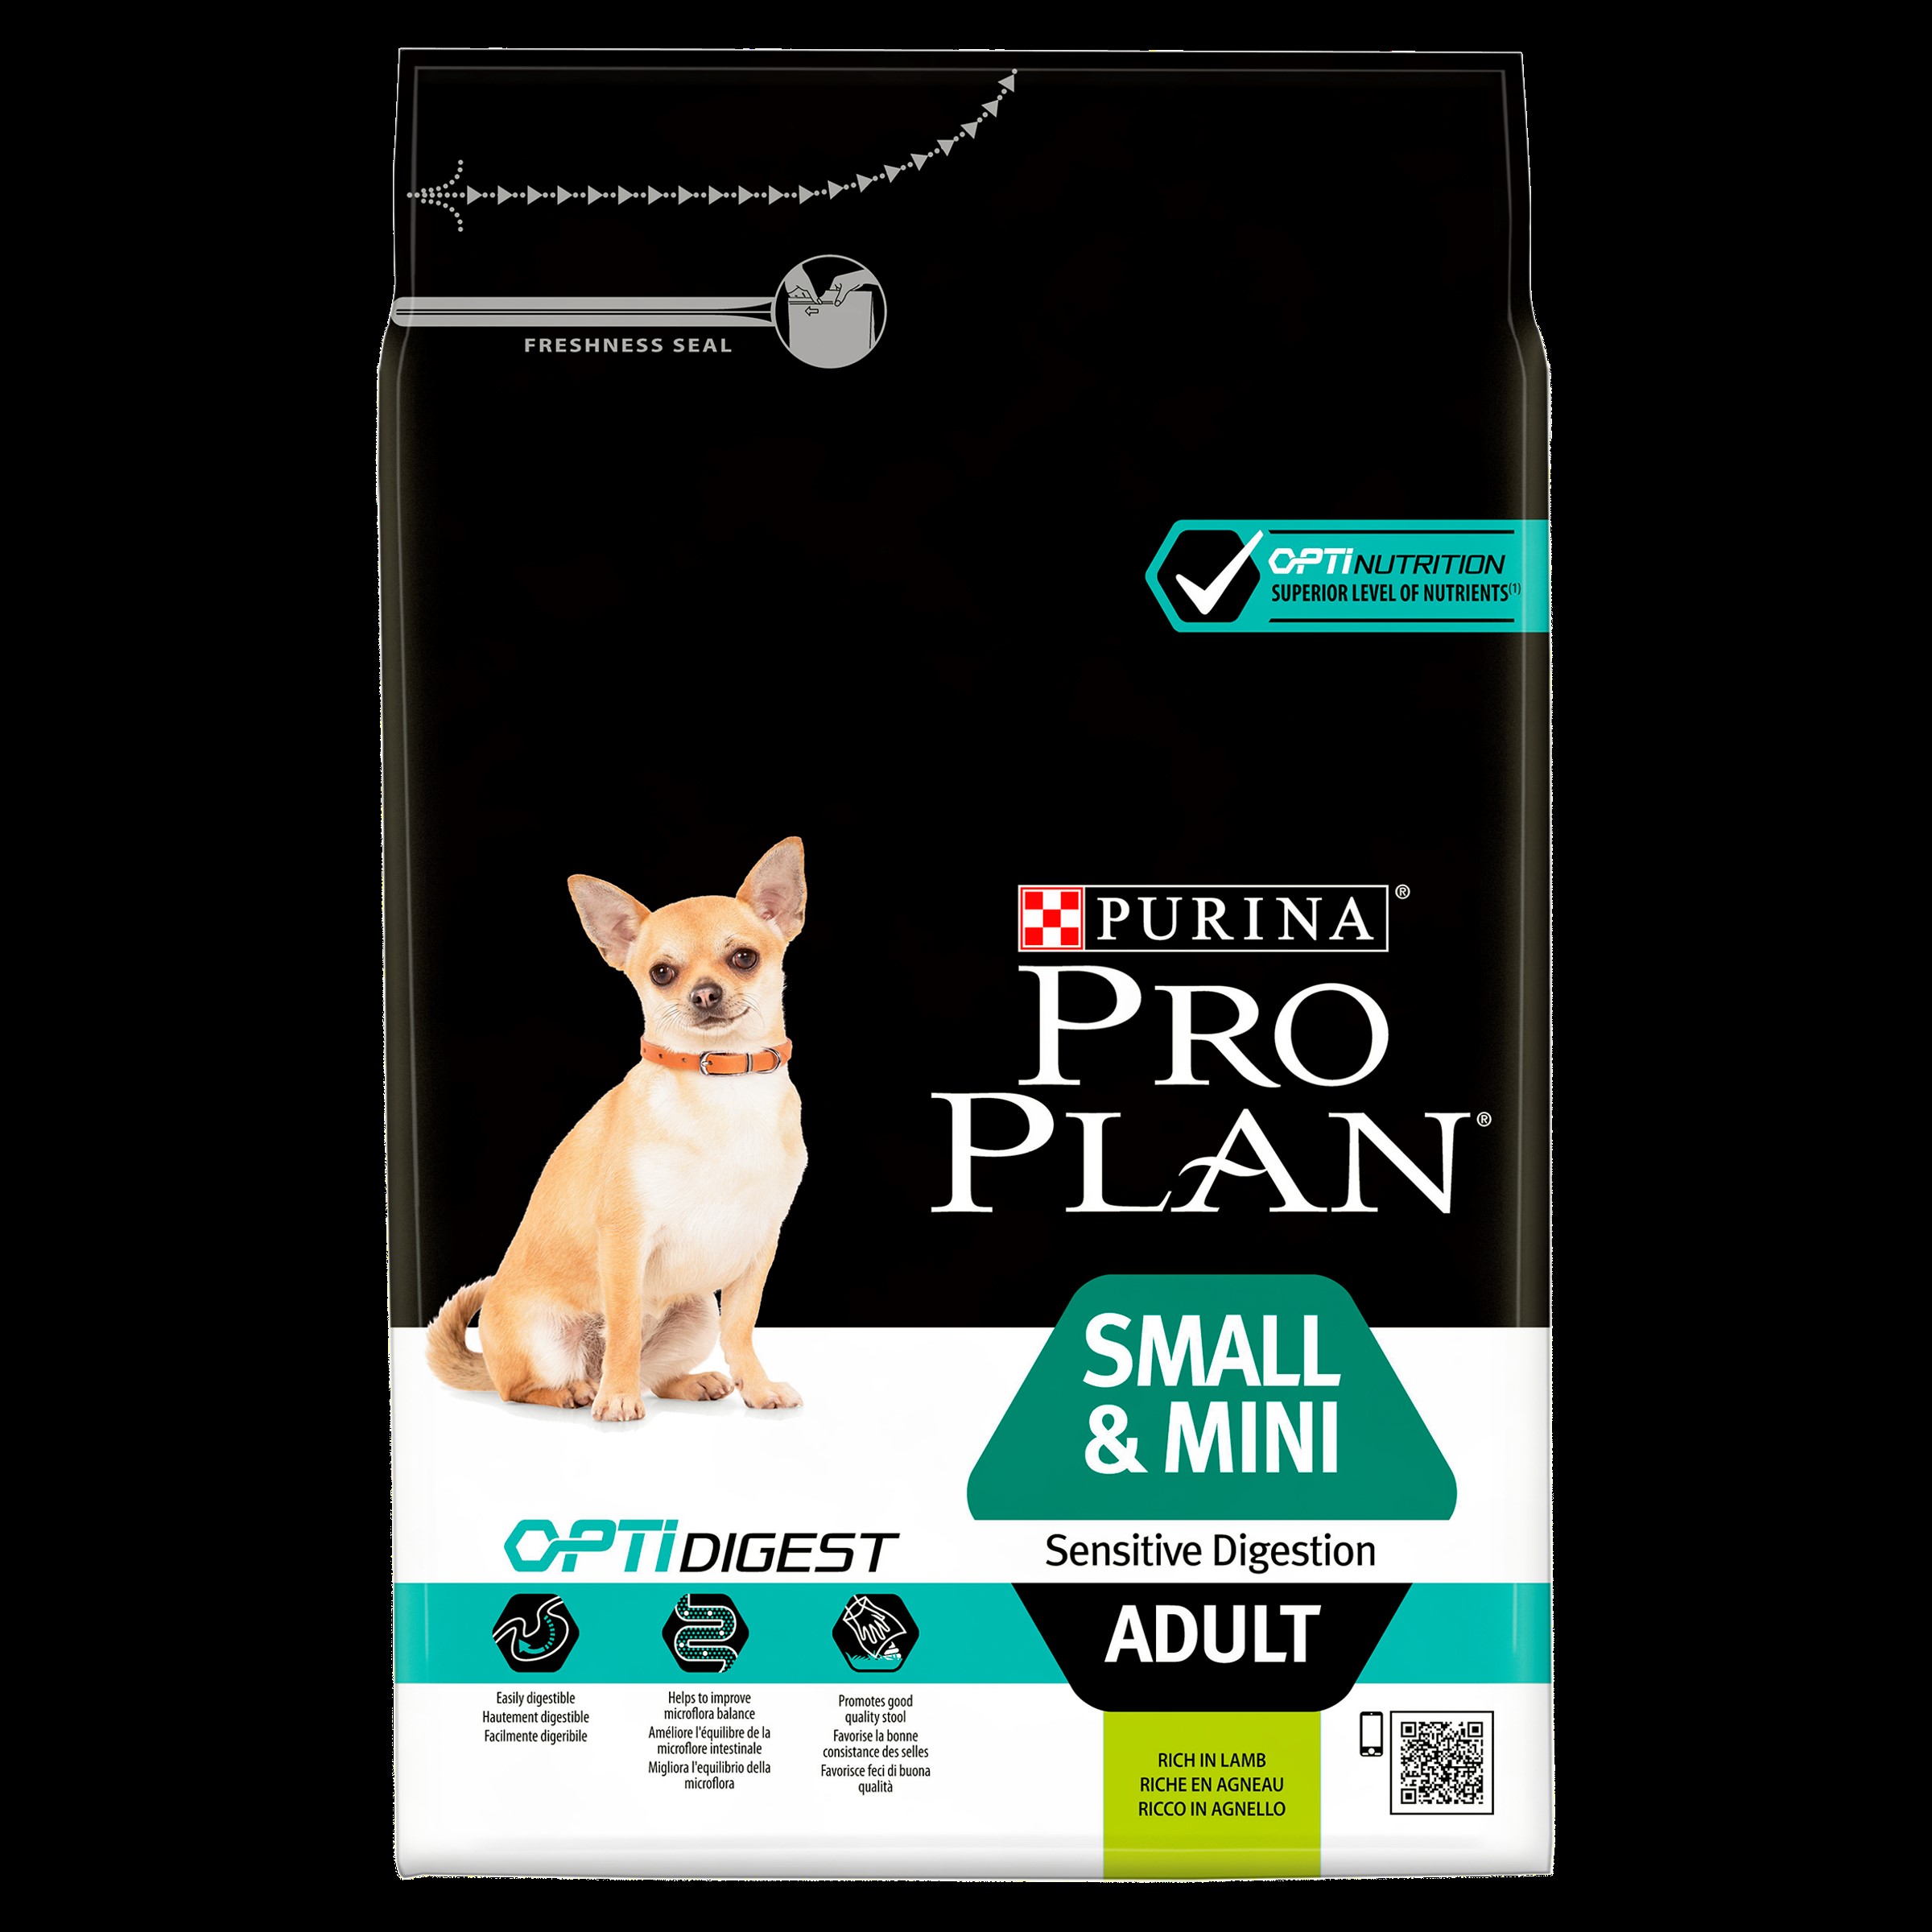 FRESHNESS SEAL
OPTINUTRITION
SUPERIOR LEVEL OF NUTRIENTS(1)
PURINA®
PRO
PLAN®
SMALL
& MINI
Sensitive Digestion
ADULT
OPTIDIGEST
Easily digestible
Hautement digestible
Facilmente digeribile
Helps to improve
microflora balance
Améliore l'équilibre de la
microflore intestinale
Migliora l'equilibrio della
microflora
Promotes good
quality stool
Favorise la bonne
consistance des selles
Favorisce feci di buona
qualità
RICH IN LAMB
RICHE EN AGNEAU
RICCO IN AGNELLO